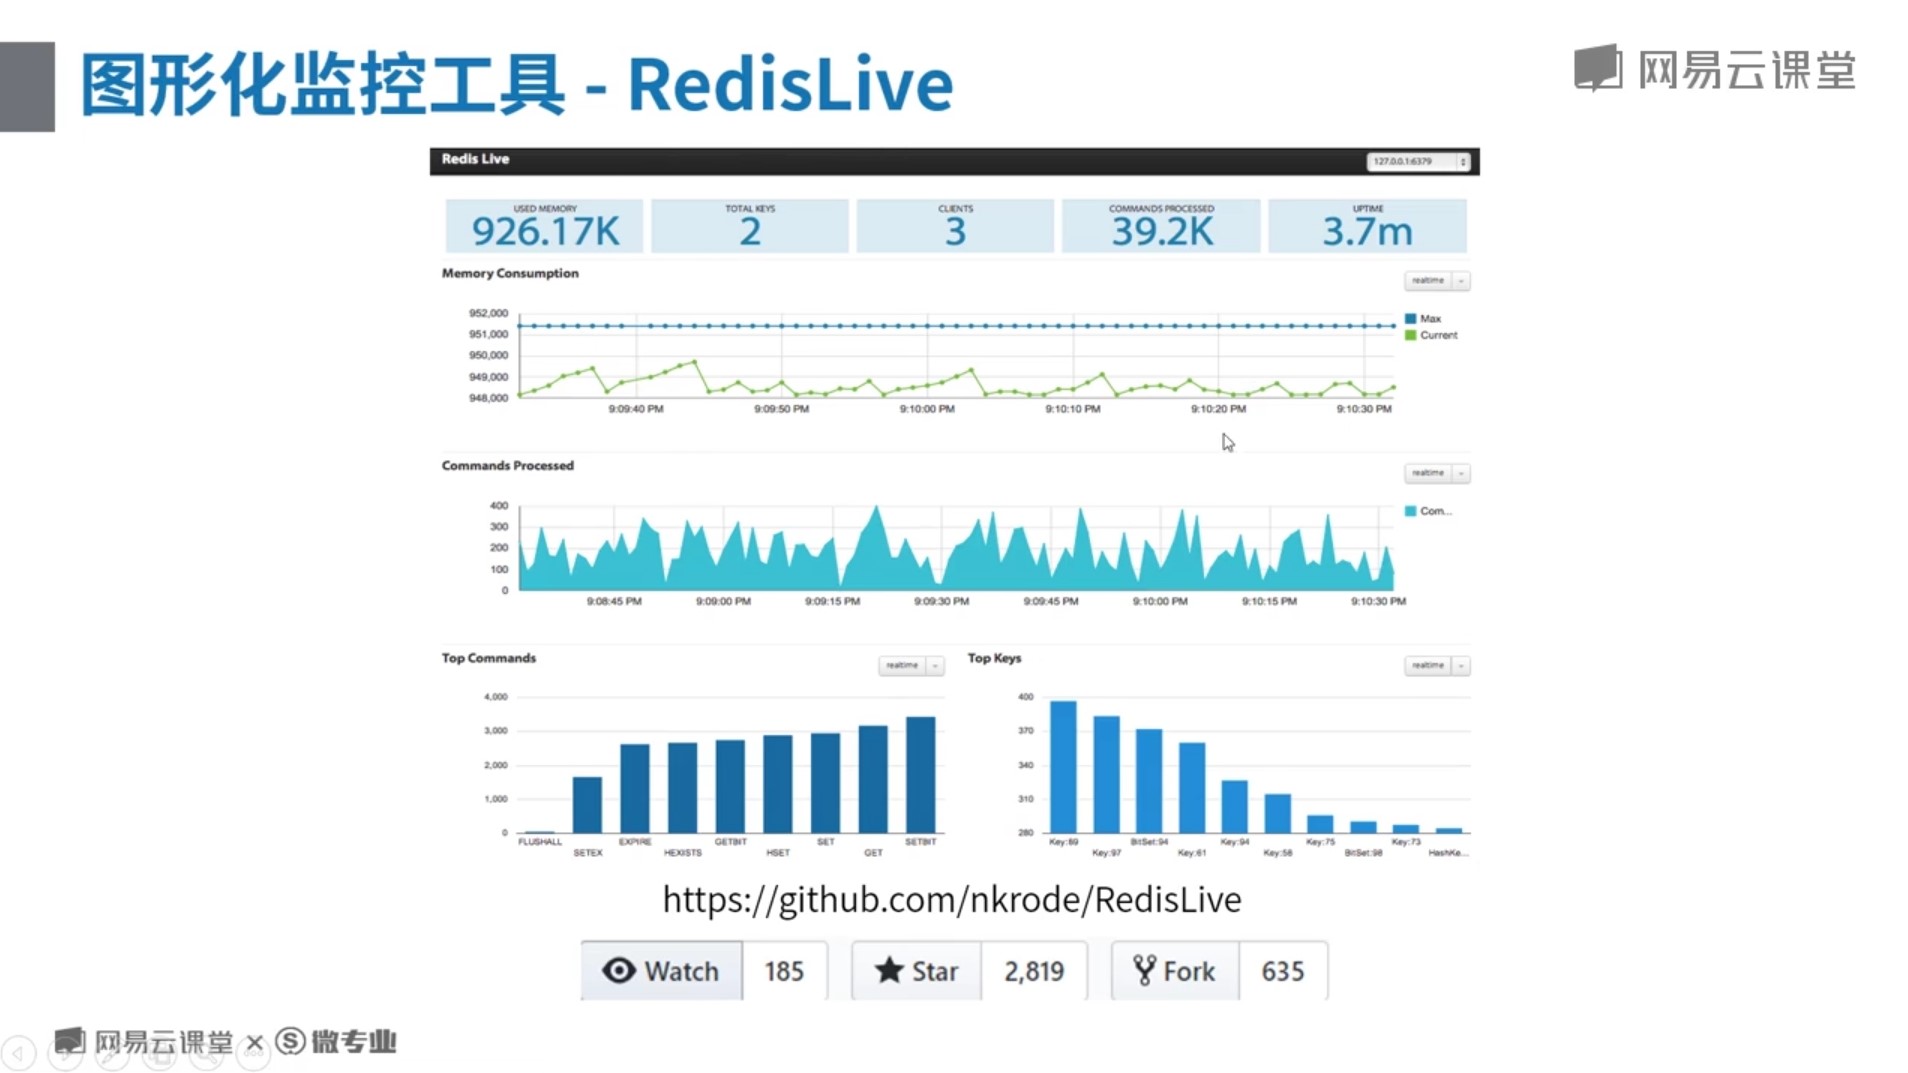 图形化监控工具 - RedisLive
网易云课堂
Redis Live
127.0.0.1:6379
USED MEMORY
926.17K
TOTAL KEYS
2
CLIENTS
3
COMMANDS PROCESSED
39.2K
UPTIME
3.7m
Memory Consumption
realtime
952,000
951,000
950,000
949,000
948,000
Max
Current
9:09:40 PM 9:09:50 PM 9:10:00 PM 9:10:10 PM 9:10:20 PM 9:10:30 PM
Commands Processed
realtime
400
300
200
100
0
Com...
9:08:45 PM 9:09:00 PM 9:09:15 PM 9:09:30 PM 9:09:45 PM 9:10:00 PM 9:10:15 PM 9:10:30 PM
Top Commands
realtime
4,000
3,000
2,000
1,000
0
FLUSHALL SETEX EXPIRE HEXISTS GETBIT HSET SET GET SETBIT
Top Keys
realtime
400
370
340
310
280
Key:89 Key:97 BitSet:94 Key:61 Key:94 Key:58 Key:75 BitSet:98 Key:73 HashKe...
https://github.com/nkrode/RedisLive
Watch 185 Star 2,819 Fork 635
网易云课堂 × 微专业